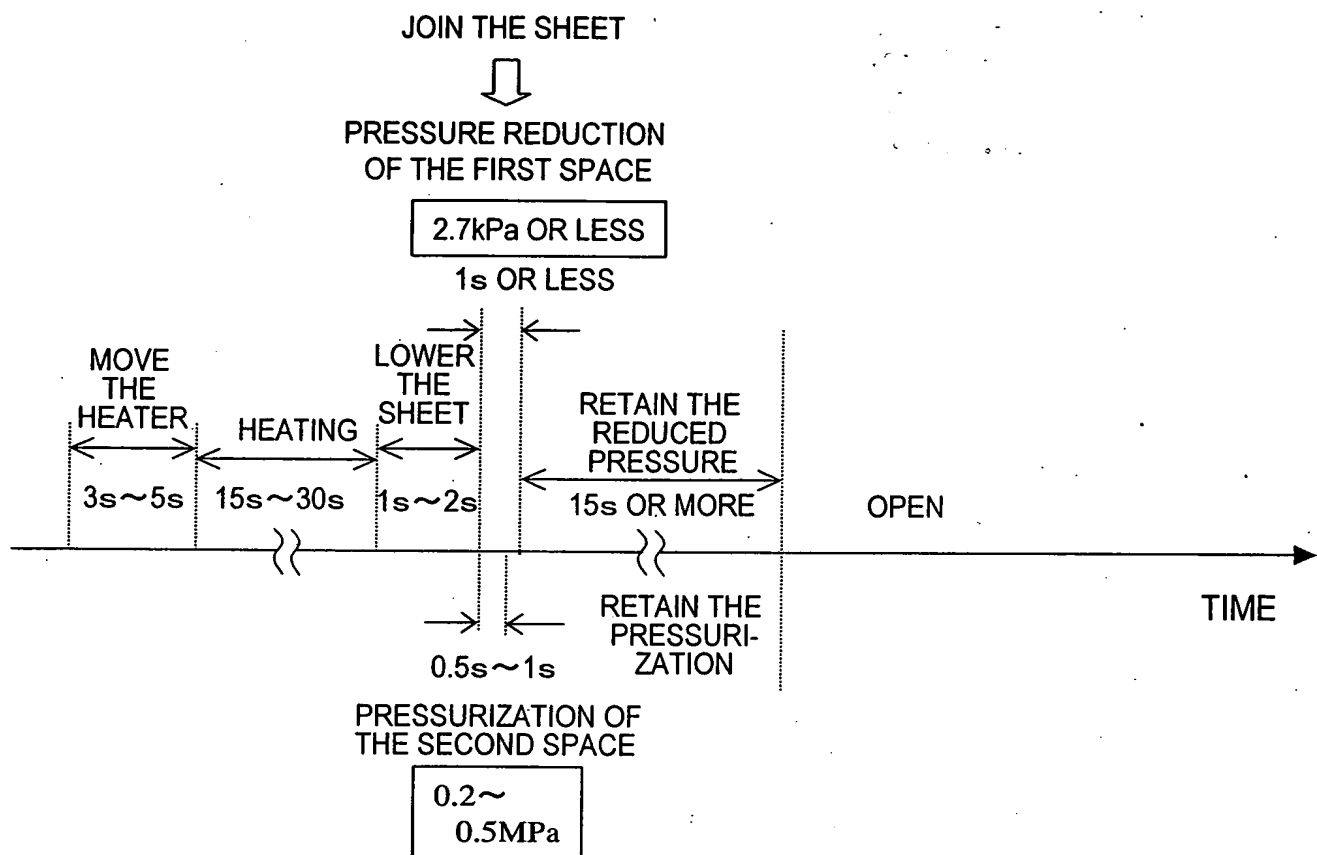 JOIN THE SHEET
PRESSURE REDUCTION
OF THE FIRST SPACE
2.7kPa OR LESS
1s OR LESS
MOVE
THE
HEATER
3s～5s
HEATING
15s～30s
LOWER
THE
SHEET
1s～2s
RETAIN THE
REDUCED
PRESSURE
15s OR MORE
OPEN
TIME
RETAIN THE
PRESSURI-
ZATION
0.5s～1s
PRESSURIZATION OF
THE SECOND SPACE
0.2～
0.5MPa